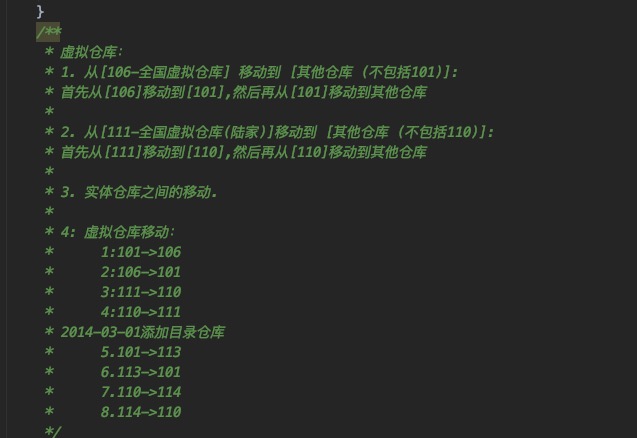 }
/**
* 虚拟仓库:
* 1. 从[106-全国虚拟仓库] 移动到 [其他仓库 (不包括101)]:
* 首先从[106]移动到[101],然后再从[101]移动到其他仓库
*
* 2. 从[111-全国虚拟仓库(陆家)]移动到 [其他仓库 (不包括110)]:
* 首先从[111]移动到[110],然后再从[110]移动到其他仓库
*
* 3. 实体仓库之间的移动.
*
* 4: 虚拟仓库移动:
* 1:101->106
* 2:106->101
* 3:111->110
* 4:110->111
* 2014-03-01添加目录仓库
* 5.101->113
* 6.113->101
* 7.110->114
* 8.114->110
*/